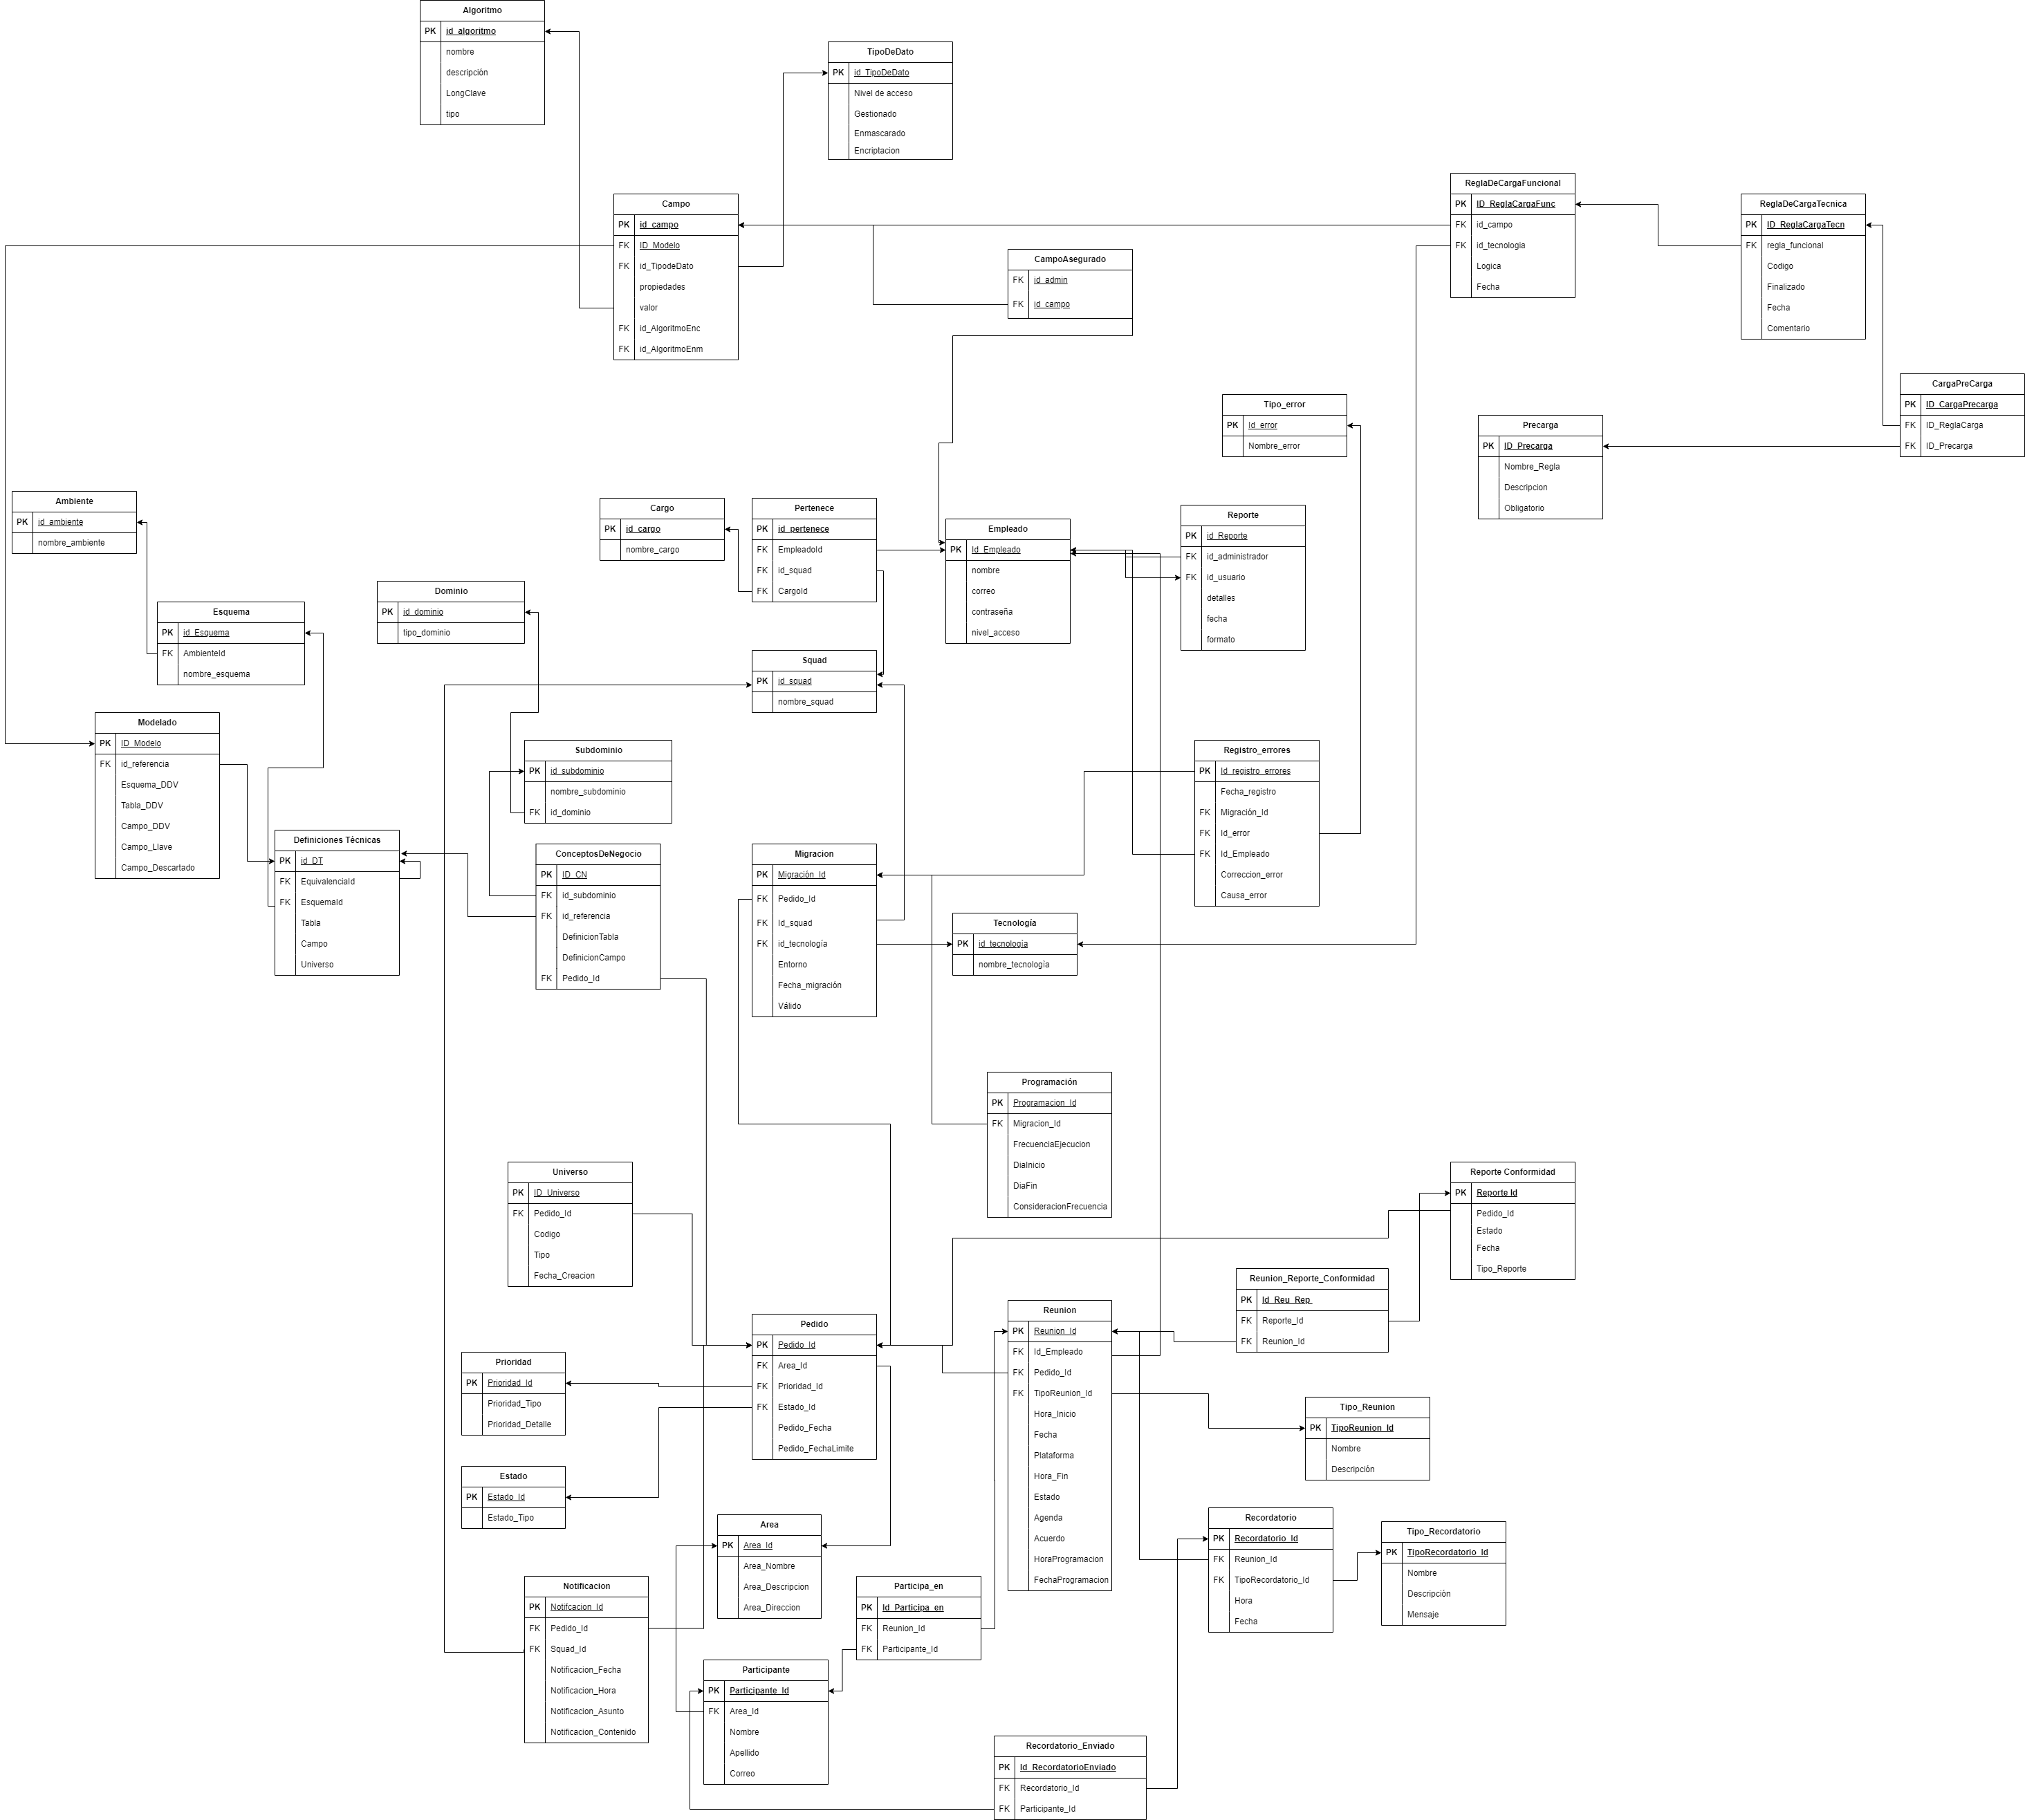 Algoritmo
PK id_algoritmo
nombre
descripción
LongClave
tipo
TipoDeDato
PK id_TipoDeDato
Nivel de acceso
Gestionado
Enmascarado
Encriptacion
Campo
PK id_campo
FK ID_Modelo
FK id_TipodeDato
propiedades
valor
FK id_AlgoritmoEnc
FK id_AlgoritmoEnm
CampoAsegurado
FK id_admin
FK id_campo
ReglaDeCargaFuncional
PK ID_ReglaCargaFunc
FK id_campo
FK id_tecnologia
Logica
Fecha
ReglaDeCargaTecnica
PK ID_ReglaCargaTecn
FK regla_funcional
Codigo
Finalizado
Fecha
Comentario
CargaPreCarga
PK ID_CargaPrecarga
FK ID_ReglaCarga
FK ID_Precarga
Tipo_error
PK Id_error
Nombre_error
Precarga
PK ID_Precarga
Nombre_Regla
Descripcion
Obligatorio
Ambiente
PK id_ambiente
nombre_ambiente
Cargo
PK id_cargo
nombre_cargo
Pertenece
PK id_pertenece
FK EmpleadoId
FK id_squad
FK CargoId
Empleado
PK Id_Empleado
nombre
correo
contraseña
nivel_acceso
Reporte
PK id_Reporte
FK id_administrador
FK id_usuario
detalles
fecha
formato
Dominio
PK id_dominio
tipo_dominio
Esquema
PK id_Esquema
FK AmbienteId
nombre_esquema
Squad
PK id_squad
nombre_squad
Modelado
PK ID_Modelo
FK id_referencia
Esquema_DDV
Tabla_DDV
Campo_DDV
Campo_Llave
Campo_Descartado
Subdominio
PK id_subdominio
nombre_subdominio
FK id_dominio
Registro_errores
PK Id_registro_errores
Fecha_registro
FK Migración_Id
FK Id_error
FK Id_Empleado
Correccion_error
Causa_error
Definiciones Técnicas
PK id_DT
FK EquivalenciaId
FK EsquemaId
Tabla
Campo
Universo
ConceptosDeNegocio
PK ID_CN
FK id_subdominio
FK id_referencia
DefinicionTabla
DefinicionCampo
FK Pedido_Id
Migracion
PK Migración_Id
FK Pedido_Id
FK Id_squad
FK id_tecnología
Entorno
Fecha_migración
Válido
Tecnología
PK id_tecnología
nombre_tecnología
Programación
PK Programacion_Id
FK Migracion_Id
FrecuenciaEjecucion
DiaInicio
DiaFin
ConsideracionFrecuencia
Universo
PK ID_Universo
FK Pedido_Id
Codigo
Tipo
Fecha_Creacion
Reporte Conformidad
PK Reporte Id
Pedido_Id
Estado
Fecha
Tipo_Reporte
Reunion_Reporte_Conformidad
PK Id_Reu_Rep_
FK Reporte_Id
FK Reunion_Id
Pedido
PK Pedido_Id
FK Area_Id
FK Prioridad_Id
FK Estado_Id
Pedido_Fecha
Pedido_FechaLimite
Reunion
PK Reunion_Id
FK Id_Empleado
FK Pedido_Id
FK TipoReunion_Id
Hora_Inicio
Fecha
Plataforma
Hora_Fin
Estado
Agenda
Acuerdo
HoraProgramacion
FechaProgramacion
Prioridad
PK Prioridad_Id
Prioridad_Tipo
Prioridad_Detalle
Tipo_Reunion
PK TipoReunion_Id
Nombre
Descripción
Estado
PK Estado_Id
Estado_Tipo
Area
PK Area_Id
Area_Nombre
Area_Descripcion
Area_Direccion
Recordatorio
PK Recordatorio_Id
FK Reunion_Id
FK TipoRecordatorio_Id
Hora
Fecha
Tipo_Recordatorio
PK TipoRecordatorio_Id
Nombre
Descripción
Mensaje
Notificacion
PK Notifcacion_Id
FK Pedido_Id
FK Squad_Id
Notificacion_Fecha
Notificacion_Hora
Notificacion_Asunto
Notificacion_Contenido
Participa_en
PK Id_Participa_en
FK Reunion_Id
FK Participante_Id
Participante
PK Participante_Id
FK Area_Id
Nombre
Apellido
Correo
Recordatorio_Enviado
PK Id_RecordatorioEnviado
FK Recordatorio_Id
FK Participante_Id